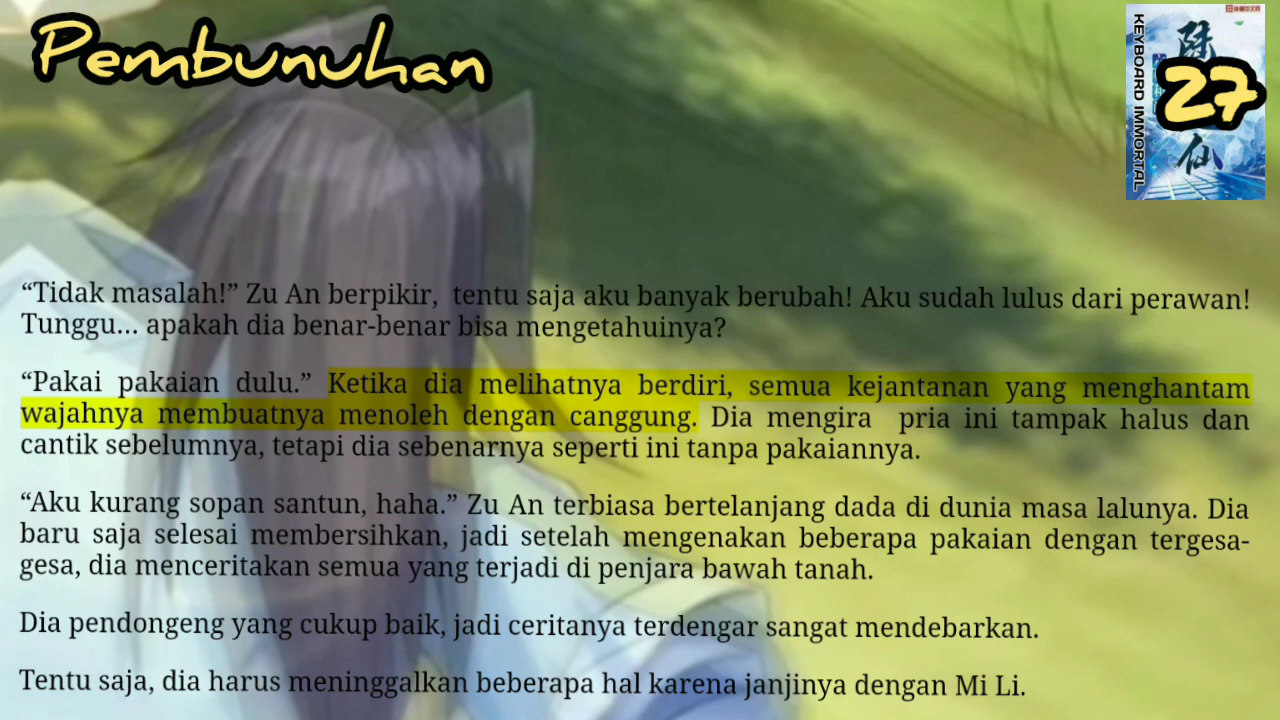 Pembunuhan
KEYBOARD IMMORTAL
27
“Tidak masalah!” Zu An berpikir,  tentu saja aku banyak berubah! Aku sudah lulus dari perawan!
Tunggu… apakah dia benar-benar bisa mengetahuinya?
“Pakai pakaian dulu.” Ketika dia melihatnya berdiri, semua kejantanan yang menghantam
wajahnya membuatnya menoleh dengan canggung. Dia mengira  pria ini tampak halus dan
cantik sebelumnya, tetapi dia sebenarnya seperti ini tanpa pakaiannya.
“Aku kurang sopan santun, haha.” Zu An terbiasa bertelanjang dada di dunia masa lalunya. Dia
baru saja selesai membersihkan, jadi setelah mengenakan beberapa pakaian dengan tergesa-
gesa, dia menceritakan semua yang terjadi di penjara bawah tanah.
Dia pendongeng yang cukup baik, jadi ceritanya terdengar sangat mendebarkan.
Tentu saja, dia harus meninggalkan beberapa hal karena janjinya dengan Mi Li.